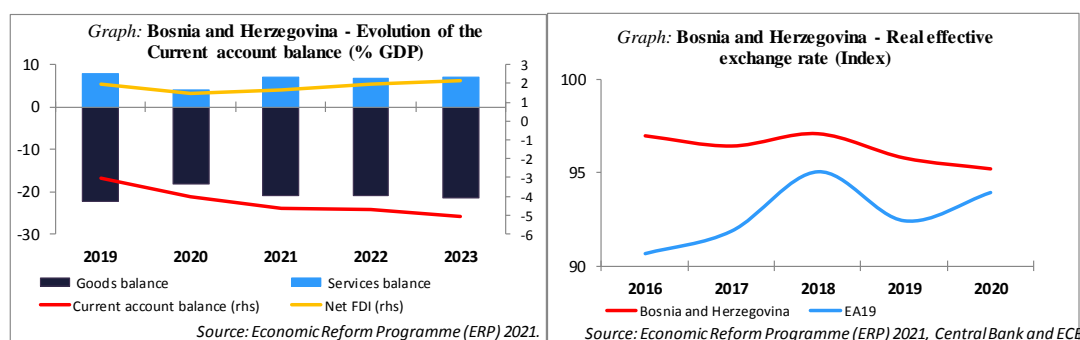 Graph: Bosnia and Herzegovina - Evolution of the
Current account balance (% GDP)
10
0
-10
-20
-30
3
2
1
0
-1
-2
-3
-4
-5
-6
2019 2020 2021 2022 2023
Goods balance Services balance
Current account balance (rhs) Net FDI (rhs)
Source: Economic Reform Programme (ERP) 2021.
Graph: Bosnia and Herzegovina - Real effective
exchange rate (Index)
100
95
90
2016 2017 2018 2019 2020
Bosnia and Herzegovina EA19
Source: Economic Reform Programme (ERP) 2021, Central Bank and ECB